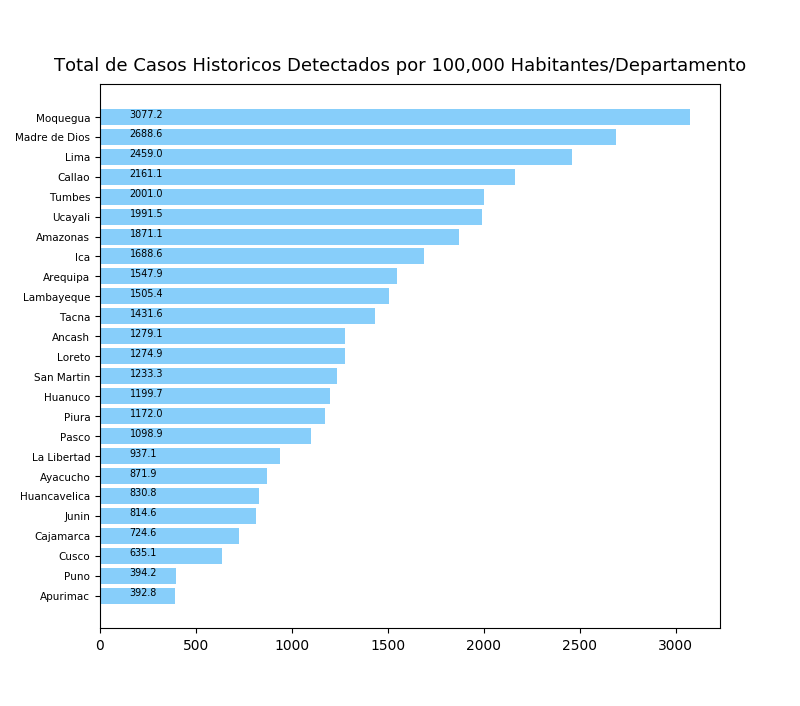 Total de Casos Historicos Detectados por 100,000 Habitantes/Departamento
Moquegua 3077.2
Madre de Dios 2688.6
Lima 2459.0
Callao 2161.1
Tumbes 2001.0
Ucayali 1991.5
Amazonas 1871.1
Ica 1688.6
Arequipa 1547.9
Lambayeque 1505.4
Tacna 1431.6
Ancash 1279.1
Loreto 1274.9
San Martin 1233.3
Huanuco 1199.7
Piura 1172.0
Pasco 1098.9
La Libertad 937.1
Ayacucho 871.9
Huancavelica 830.8
Junin 814.6
Cajamarca 724.6
Cusco 635.1
Puno 394.2
Apurimac 392.8
0 500 1000 1500 2000 2500 3000